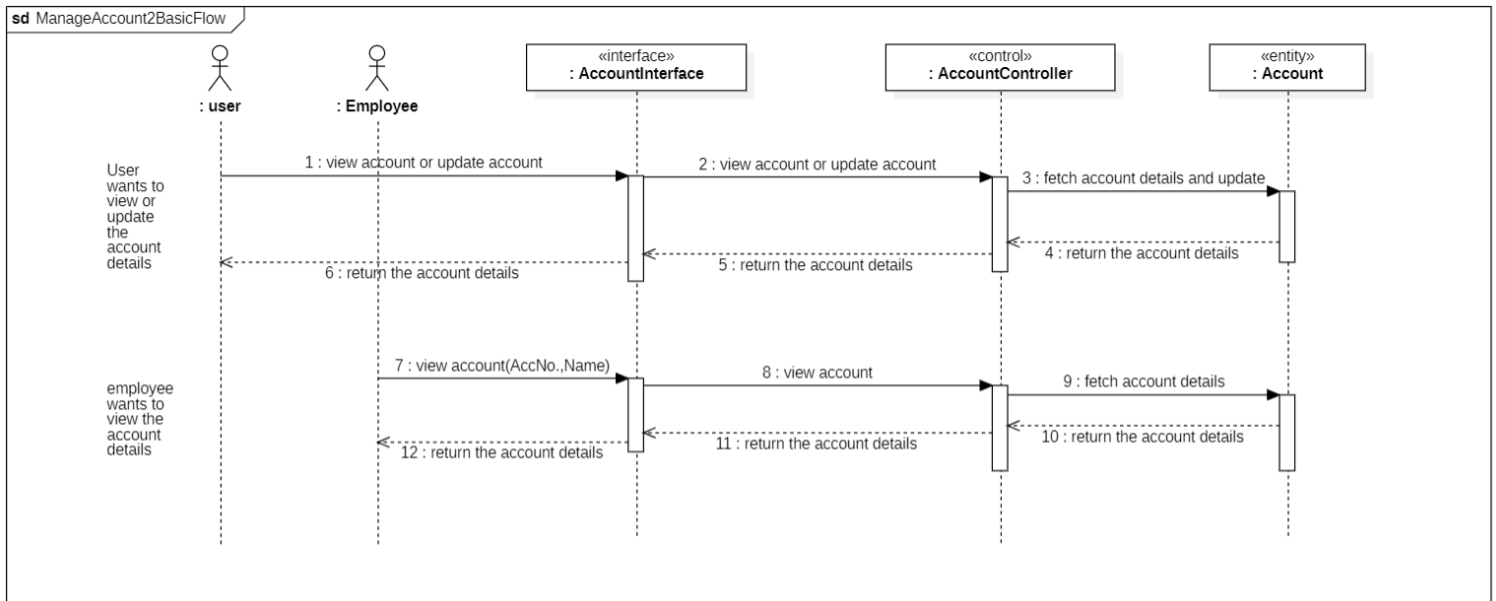 sd ManageAccount2BasicFlow
«interface»
: AccountInterface
«control»
: AccountController
«entity»
: Account
: user
: Employee
1 : view account or update account
2 : view account or update account
3 : fetch account details and update
User
wants to
view or
update
the
account
details
4 : return the account details
5 : return the account details
6 : return the account details
7 : view account(AccNo.,Name)
8 : view account
9 : fetch account details
employee
wants to
view the
account
details
10 : return the account details
11 : return the account details
12 : return the account details